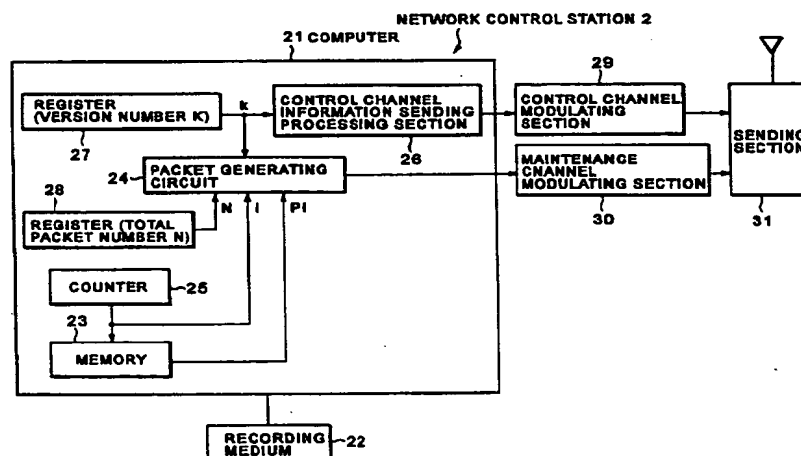 NETWORK CONTROL STATION 2
21 COMPUTER
REGISTER
(VERSION NUMBER K)
27
k
CONTROL CHANNEL
INFORMATION SENDING
PROCESSING SECTION
26
29
CONTROL CHANNEL
MODULATING
SECTION
SENDING
SECTION
31
24
PACKET GENERATING
CIRCUIT
MAINTENANCE
CHANNEL
MODULATING SECTION
30
28
REGISTER (TOTAL
PACKET NUMBER N)
N
I
PI
COUNTER
25
23
MEMORY
RECORDING
MEDIUM
22